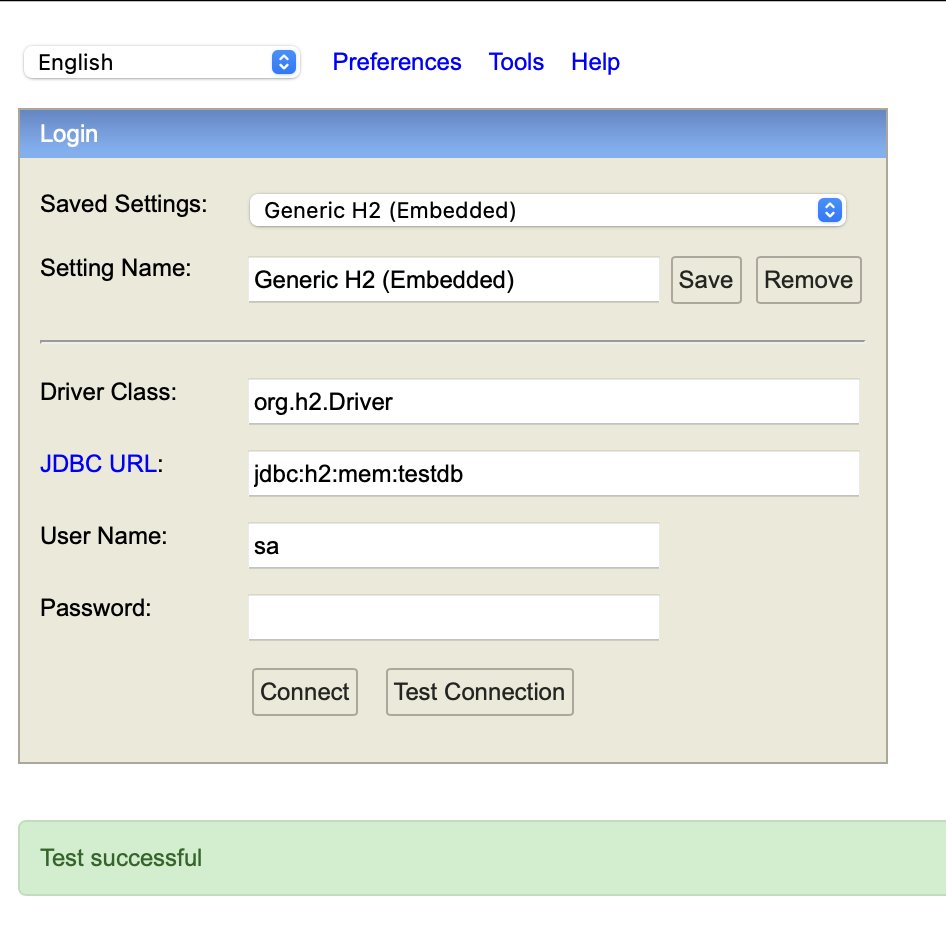 English Preferences Tools Help
Login
Saved Settings: Generic H2 (Embedded)
Setting Name: Generic H2 (Embedded) Save Remove
Driver Class: org.h2.Driver
JDBC URL: jdbc:h2:mem:testdb
User Name: sa
Password:
Connect Test Connection
Test successful